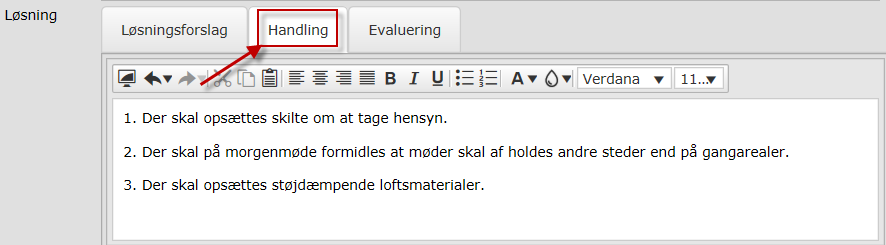 Løsning
Løsningsforslag Handling Evaluering
B I U A Verdana 11...
1. Der skal opsættes skilte om at tage hensyn.
2. Der skal på morgenmøde formidles at møder skal af holdes andre steder end på gangarealer.
3. Der skal opsættes støjdæmpende loftsmaterialer.